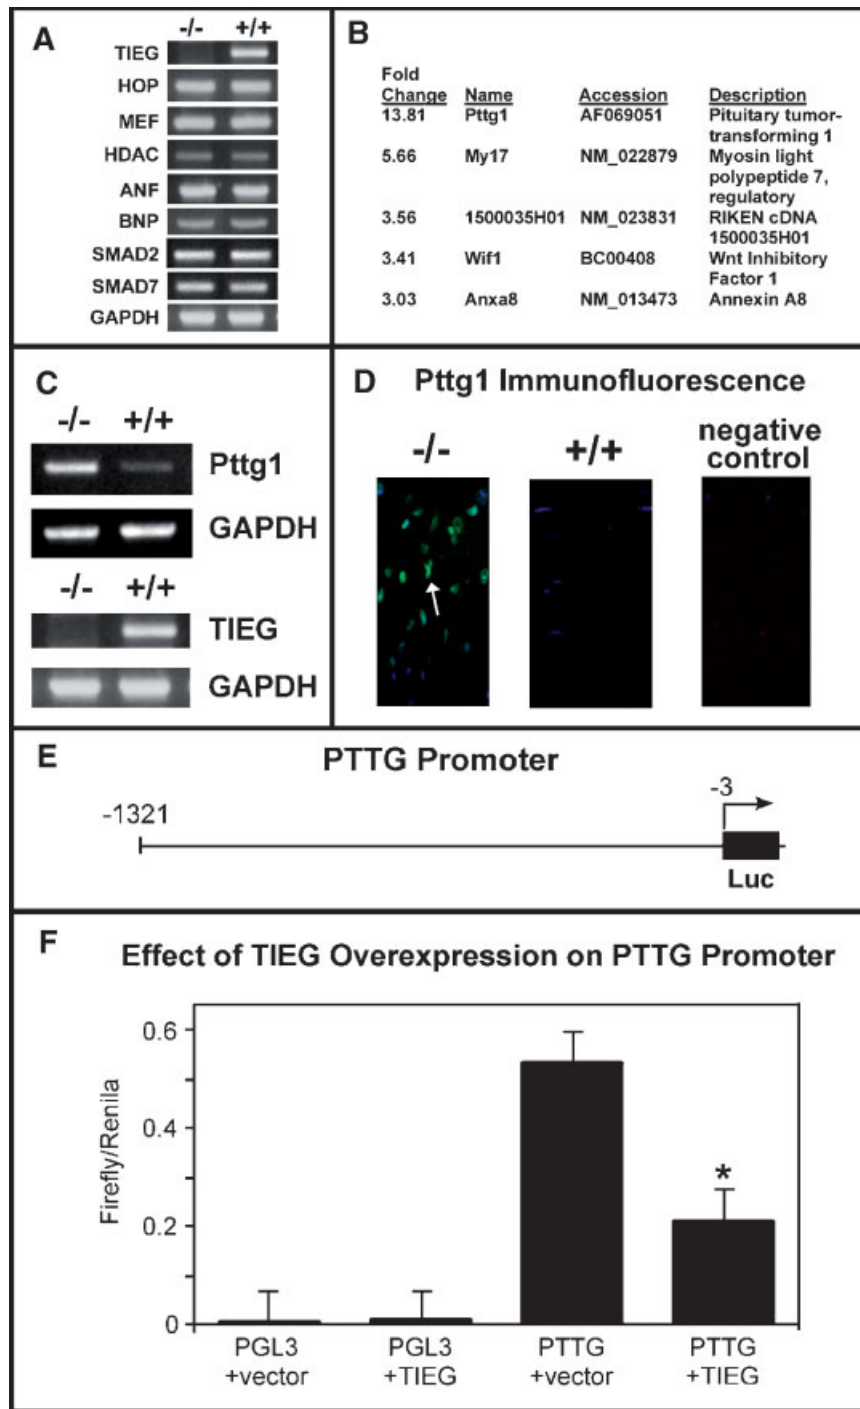 A
-/- +/+
TIEG
HOP
MEF
HDAC
ANF
BNP
SMAD2
SMAD7
GAPDH
B
Fold
Change Name Accession Description
13.81 Pttg1 AF069051 Pituitary tumor-
transforming 1
5.66 My17 NM_022879 Myosin light
polypeptide 7,
regulatory
3.56 1500035H01 NM_023831 RIKEN cDNA
1500035H01
3.41 Wif1 BC00408 Wnt Inhibitory
Factor 1
3.03 Anxa8 NM_013473 Annexin A8
C
-/- +/+
Pttg1
GAPDH
-/- +/+
TIEG
GAPDH
D Pttg1 Immunofluorescence
-/- +/+ negative
control
E PTTG Promoter
-1321 -3
Luc
F Effect of TIEG Overexpression on PTTG Promoter
Firefly/Renila
0.6
0.4
0.2
0
*
PGL3 PGL3 PTTG PTTG
+vector +TIEG +vector +TIEG